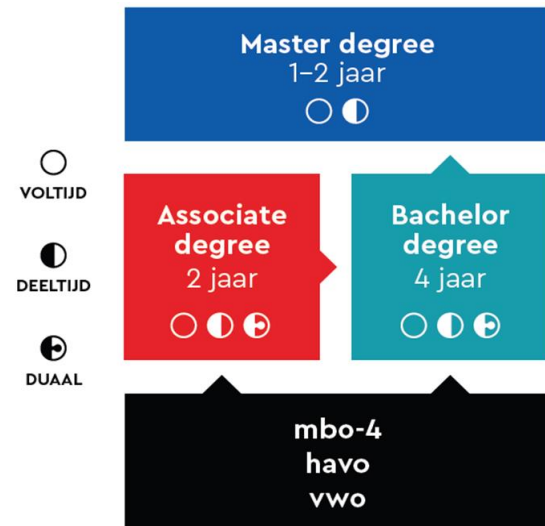 Master degree
1-2 jaar
VOLTIJD
DEELTIJD
DUAAL
Associate
degree
2 jaar
Bachelor
degree
4 jaar
mbo-4
havo
vwo